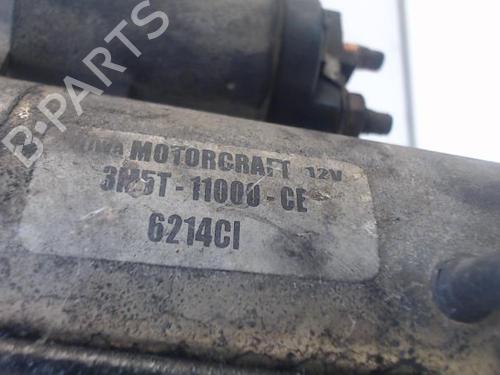 B-Parts
MOTORCRAFT 12V
3M5T-11000-CE
6214CI